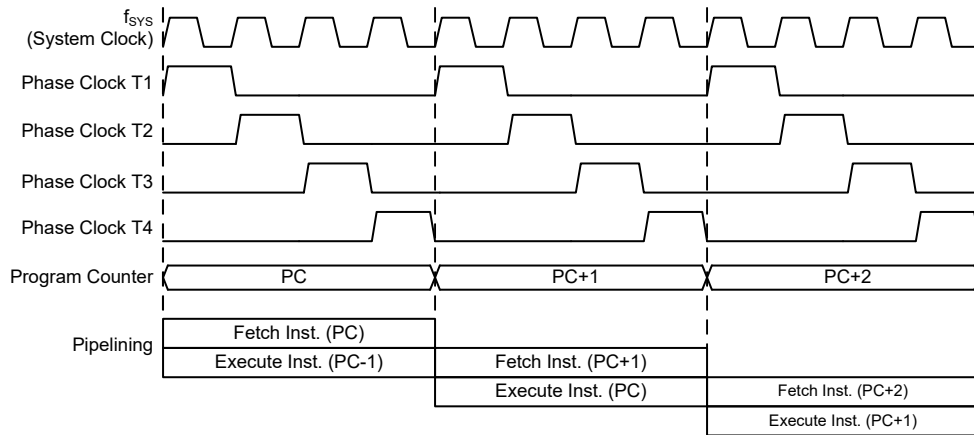 fSYS
(System Clock)
Phase Clock T1
Phase Clock T2
Phase Clock T3
Phase Clock T4
Program Counter
PC
PC+1
PC+2
Pipelining
Fetch Inst. (PC)
Execute Inst. (PC-1)
Fetch Inst. (PC+1)
Execute Inst. (PC)
Fetch Inst. (PC+2)
Execute Inst. (PC+1)